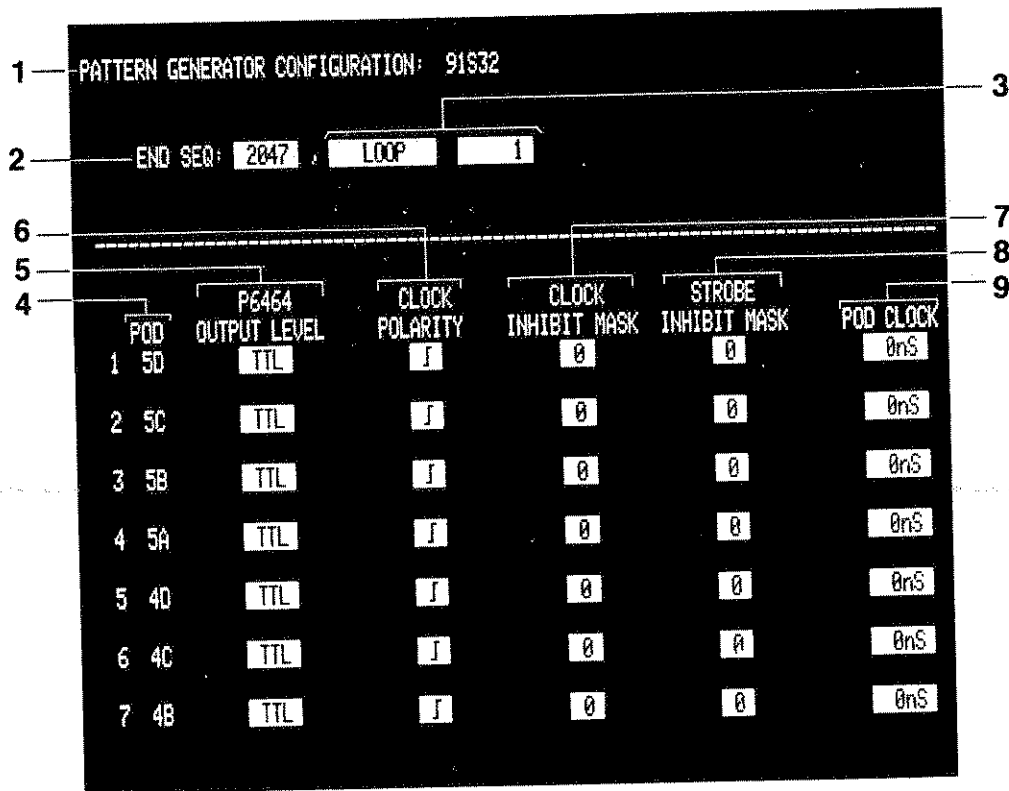 1 PATTERN GENERATOR CONFIGURATION: 91S32
3
2 END SEQ: 2047 , LOOP 1
6 7
5 8
4 9
P6464 CLOCK CLOCK STROBE
POD OUTPUT LEVEL POLARITY INHIBIT MASK INHIBIT MASK POD CLOCK
1 5D TTL ʃ 0 0 0nS
2 5C TTL ʃ 0 0 0nS
3 5B TTL ʃ 0 0 0nS
4 5A TTL ʃ 0 0 0nS
5 4D TTL ʃ 0 0 0nS
6 4C TTL ʃ 0 0 0nS
7 4B TTL ʃ 0 0 0nS